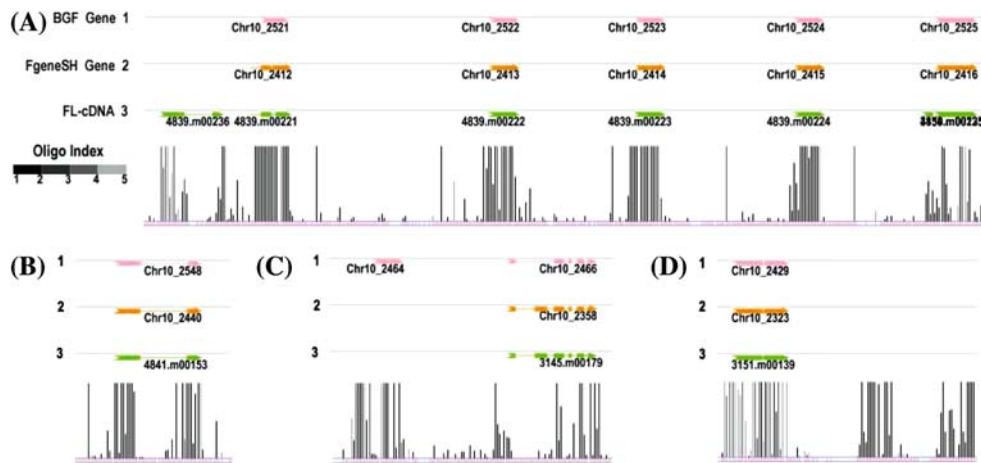 (A)
BGF Gene 1
Chr10_2521 Chr10_2522 Chr10_2523 Chr10_2524 Chr10_2525
FgeneSH Gene 2
Chr10_2412 Chr10_2413 Chr10_2414 Chr10_2415 Chr10_2416
FL-cDNA 3
4839.m00236 4839.m00221 4839.m00222 4839.m00223 4839.m00224
Oligo Index
1 2 3 4 5
(B) (C) (D)
1 1 1
Chr10_2548 Chr10_2464 Chr10_2466 Chr10_2429
2 2 2
Chr10_2440 Chr10_2358 Chr10_2323
3 3 3
4841.m00153 3145.m00179 3151.m00139